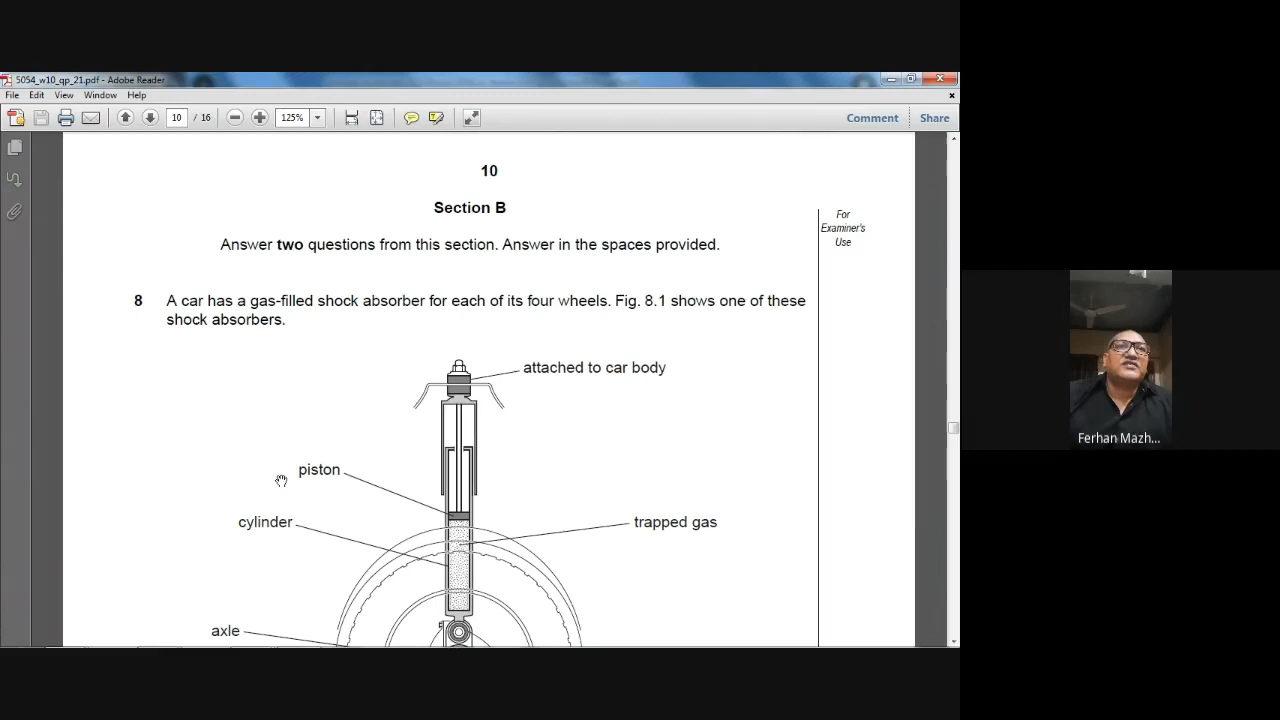 5054_w10_qp_21.pdf - Adobe Reader
File Edit View Window Help
10 / 16 125% Comment Share
10
Section B
For
Examiner's
Use
Answer two questions from this section. Answer in the spaces provided.
8 A car has a gas-filled shock absorber for each of its four wheels. Fig. 8.1 shows one of these
shock absorbers.
attached to car body
piston
cylinder
trapped gas
axle
Ferhan Mazh...